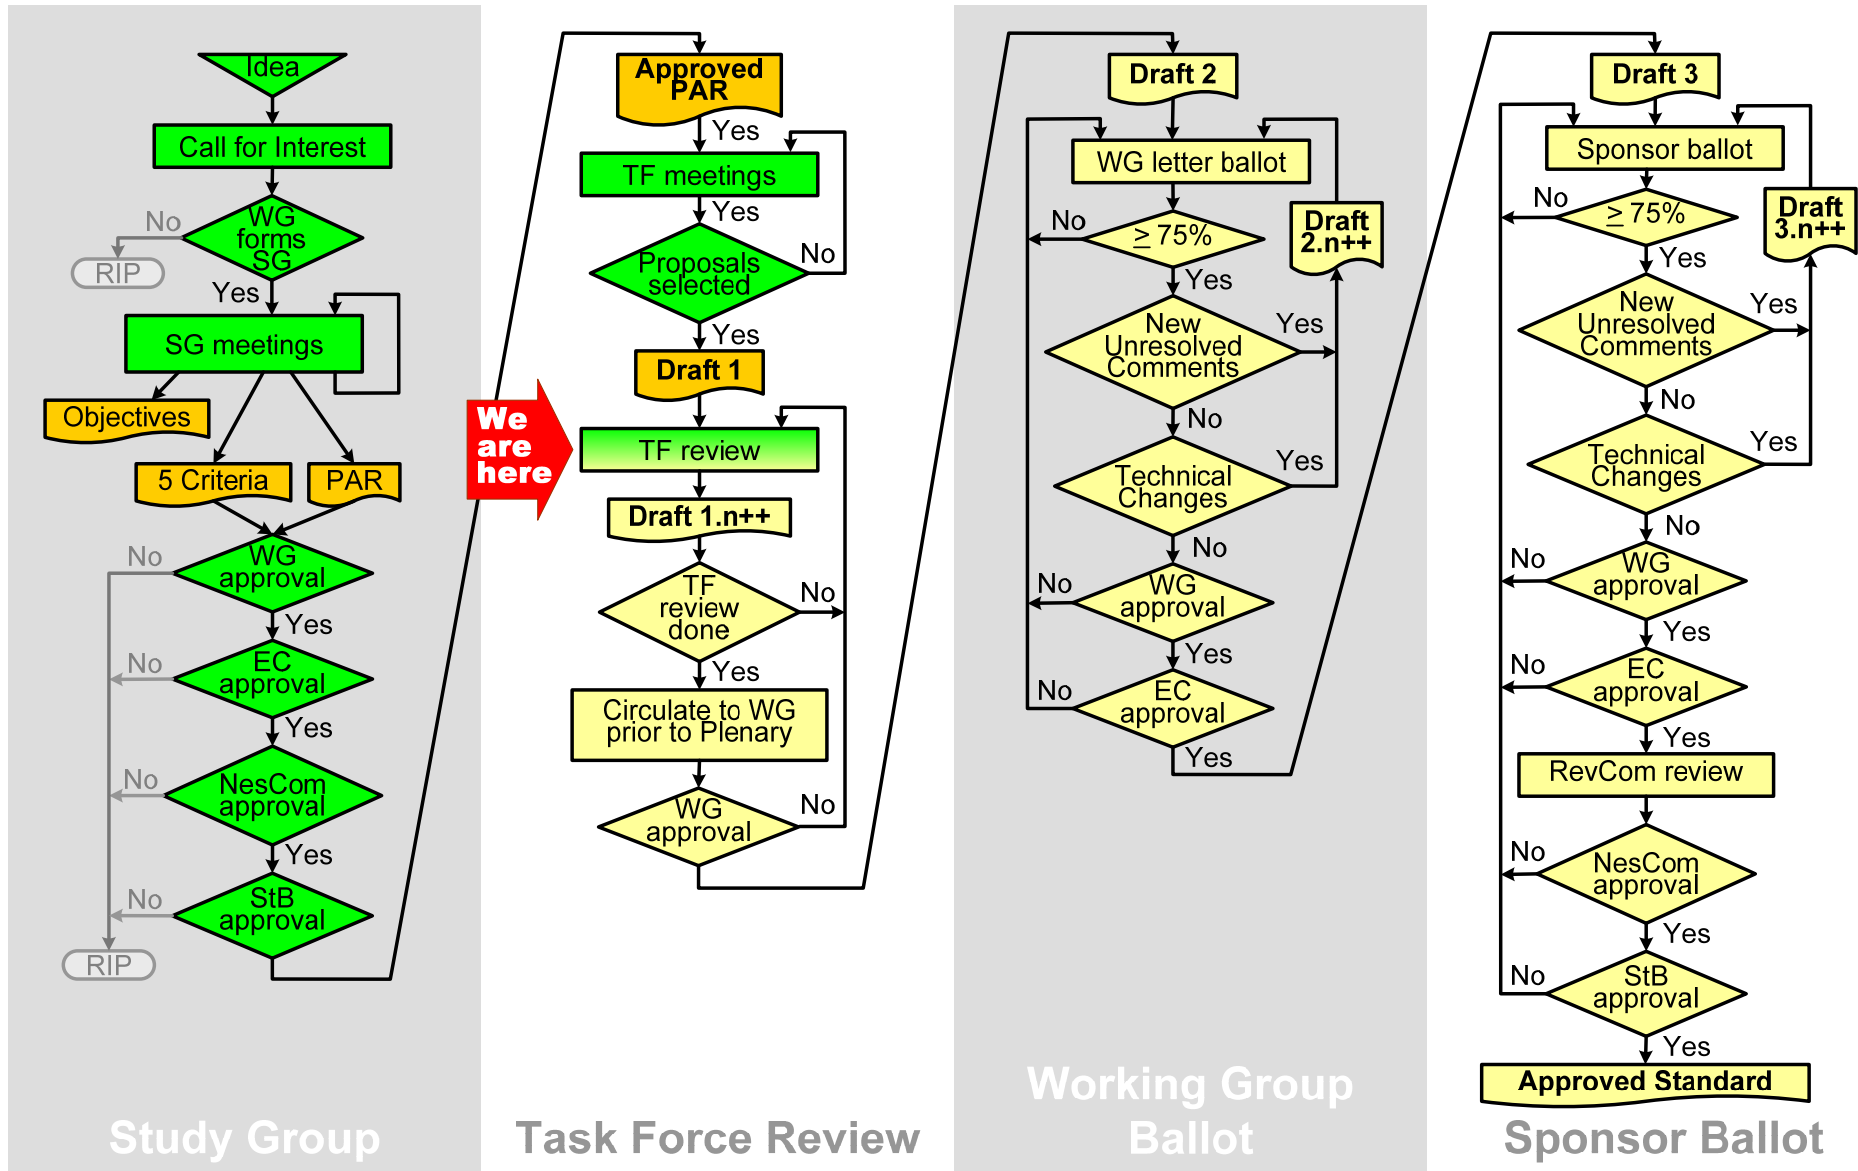 Idea
Call for Interest
WG
forms
SG
No
RIP
Yes
SG meetings
Objectives
5 Criteria
PAR
WG
approval
No
Yes
EC
approval
No
Yes
NesCom
approval
No
Yes
StB
approval
No
RIP
Study Group
We
are
here
Approved
PAR
Yes
TF meetings
Yes
Proposals
selected
No
Yes
Draft 1
TF review
Draft 1.n++
TF
review
done
No
Yes
Circulate to WG
prior to Plenary
WG
approval
No
Task Force Review
Draft 2
WG letter ballot
≥ 75%
No
Draft
2.n++
Yes
New
Unresolved
Comments
Yes
No
Technical
Changes
Yes
No
WG
approval
No
Yes
EC
approval
No
Yes
Working Group
Ballot
Draft 3
Sponsor ballot
≥ 75%
No
Draft
3.n++
Yes
New
Unresolved
Comments
Yes
No
Technical
Changes
Yes
No
WG
approval
No
Yes
EC
approval
No
Yes
RevCom review
NesCom
approval
No
Yes
StB
approval
No
Yes
Approved Standard
Sponsor Ballot